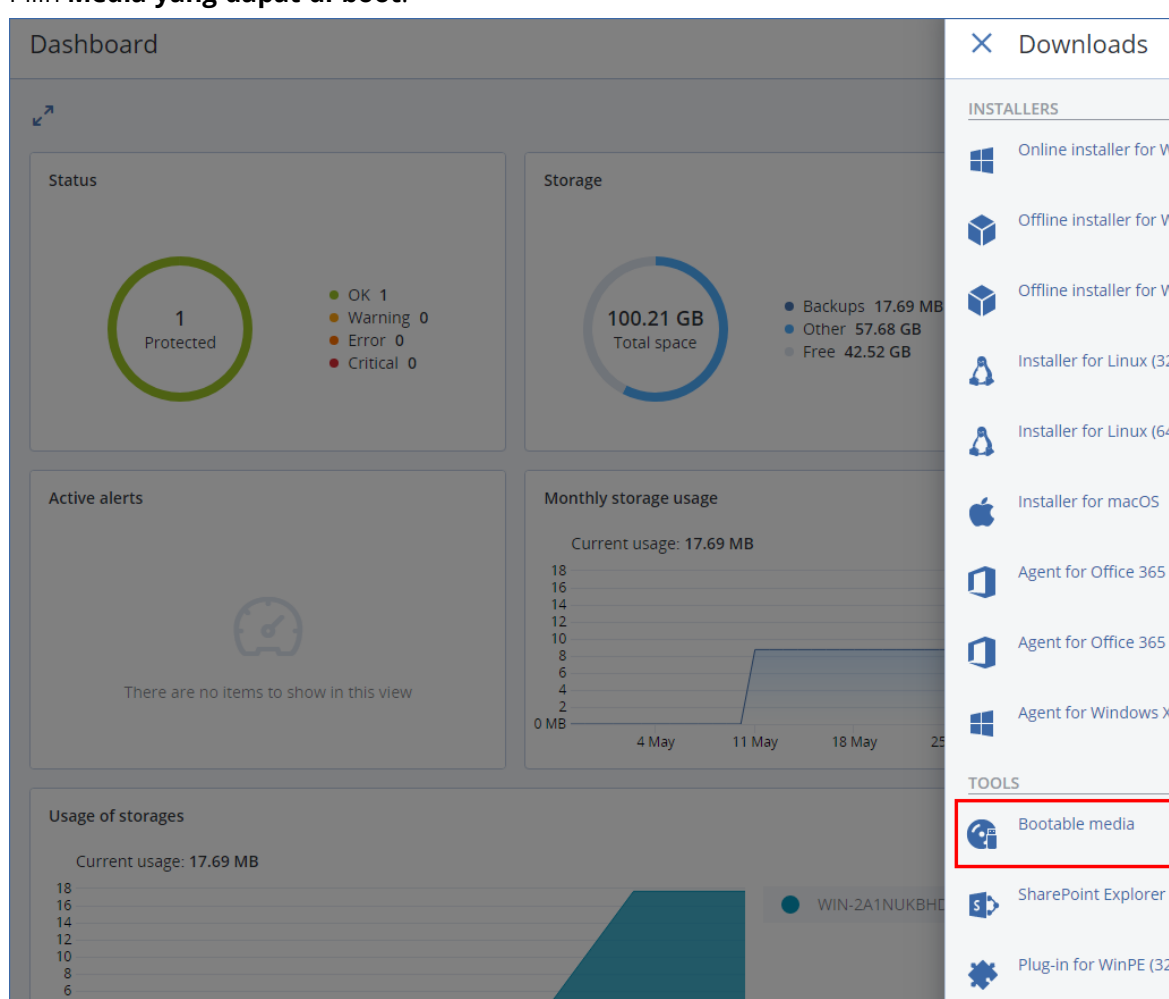 Pilih Media yang dapat di-boot.
Dashboard
Downloads
INSTALLERS
Online installer for W
Offline installer for W
Offline installer for W
Installer for Linux (32
Installer for Linux (64
Installer for macOS
Agent for Office 365
Agent for Office 365
Agent for Windows X
TOOLS
Bootable media
SharePoint Explorer
Plug-in for WinPE (32
Status
1
Protected
OK 1
Warning 0
Error 0
Critical 0
Storage
100.21 GB
Total space
Backups 17.69 MB
Other 57.68 GB
Free 42.52 GB
Active alerts
There are no items to show in this view
Monthly storage usage
Current usage: 17.69 MB
18
16
14
12
10
8
6
4
2
0 MB
4 May 11 May 18 May 25
Usage of storages
Current usage: 17.69 MB
18
16
14
12
10
8
6
WIN-2A1NUKBHD